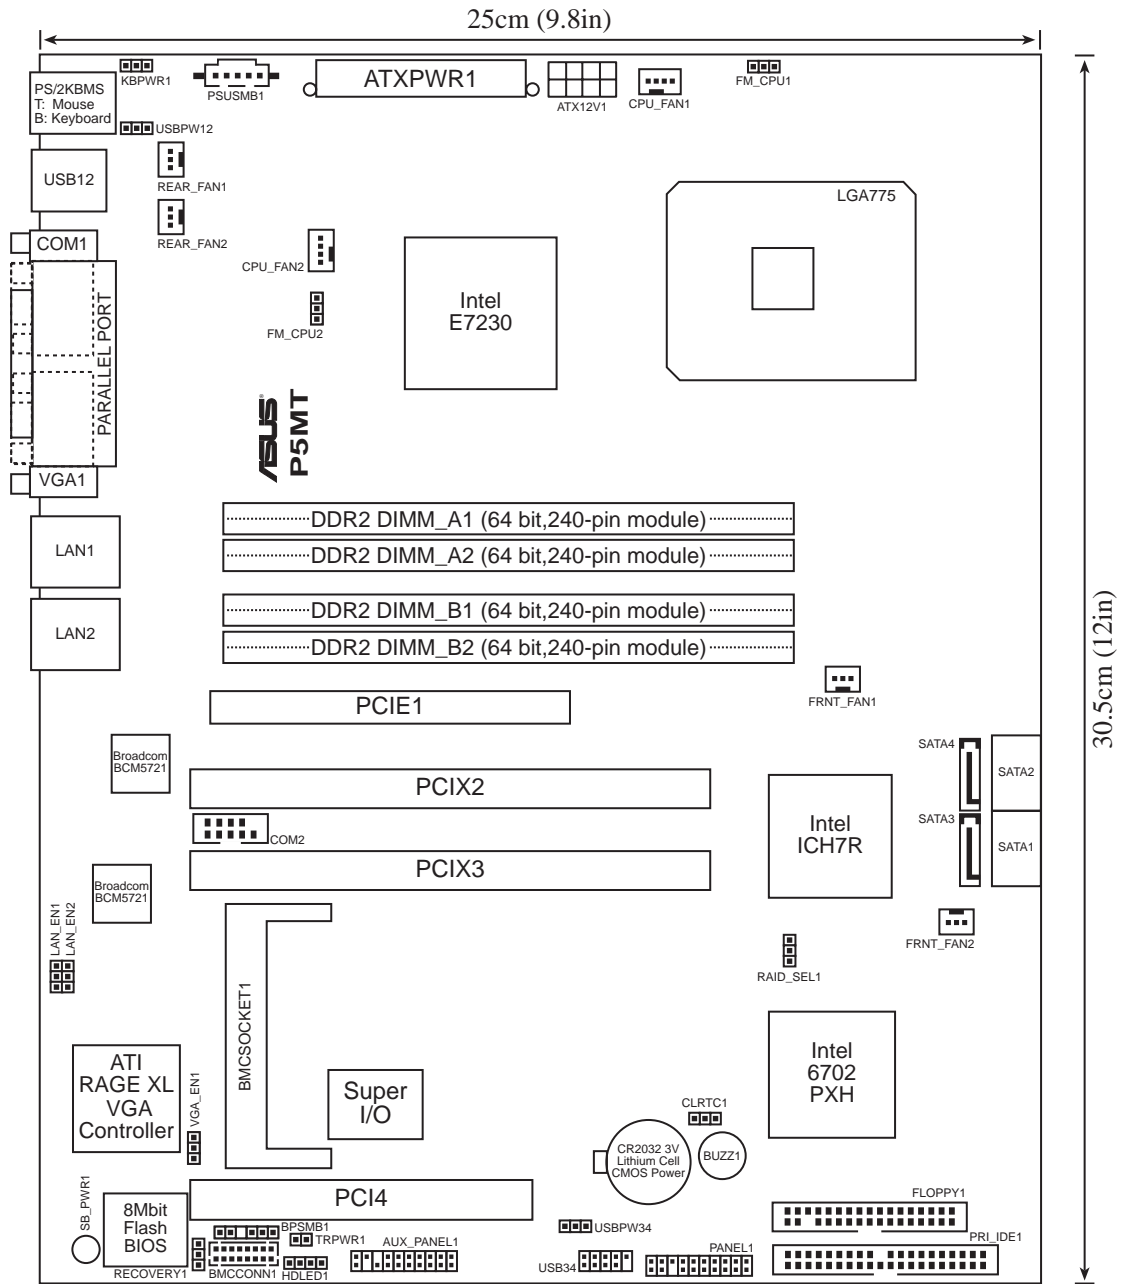 25cm (9.8in)
PS/2KBMS
T: Mouse
B: Keyboard
KBPWR1
PSUSMB1
ATXPWR1
ATX12V1
CPU_FAN1
FM_CPU1
USBPW12
USB12
REAR_FAN1
LGA775
REAR_FAN2
COM1
CPU_FAN2
Intel
E7230
FM_CPU2
PARALLEL PORT
ASUS
P5MT
VGA1
DDR2 DIMM_A1 (64 bit,240-pin module)
LAN1
DDR2 DIMM_A2 (64 bit,240-pin module)
DDR2 DIMM_B1 (64 bit,240-pin module)
LAN2
DDR2 DIMM_B2 (64 bit,240-pin module)
30.5cm (12in)
FRNT_FAN1
PCIE1
SATA4
Broadcom
BCM5721
SATA2
PCIX2
SATA3
Intel
ICH7R
COM2
SATA1
PCIX3
Broadcom
BCM5721
LAN_EN1
LAN_EN2
FRNT_FAN2
RAID_SEL1
BMCSOCKET1
Intel
6702
PXH
ATI
RAGE XL
VGA
Controller
VGA_EN1
Super
I/O
CLRTC1
CR2032 3V
Lithium Cell
CMOS Power
BUZZ1
SB_PWR1
PCI4
FLOPPY1
8Mbit
Flash
BIOS
BPSMB1
USBPW34
TRPWR1
AUX_PANEL1
PRI_IDE1
PANEL1
USB34
RECOVERY1
BMCCONN1
HDLED1